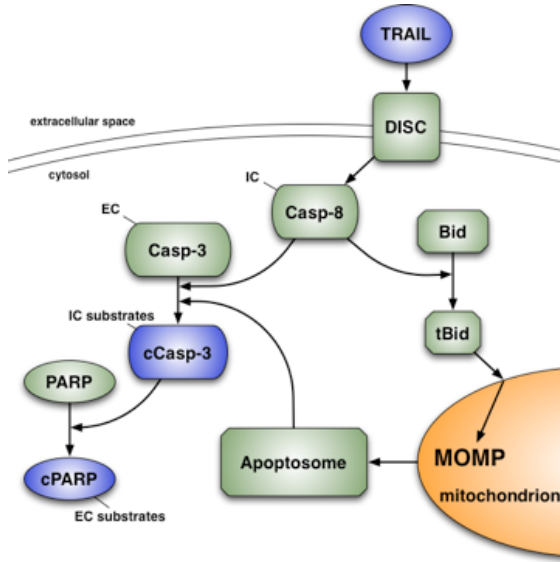 TRAIL
extracellular space
DISC
cytosol
IC
Casp-8
EC
Casp-3
Bid
IC substrates
cCasp-3
tBid
PARP
MOMP
Apoptosome
cPARP
mitochondrion
EC substrates